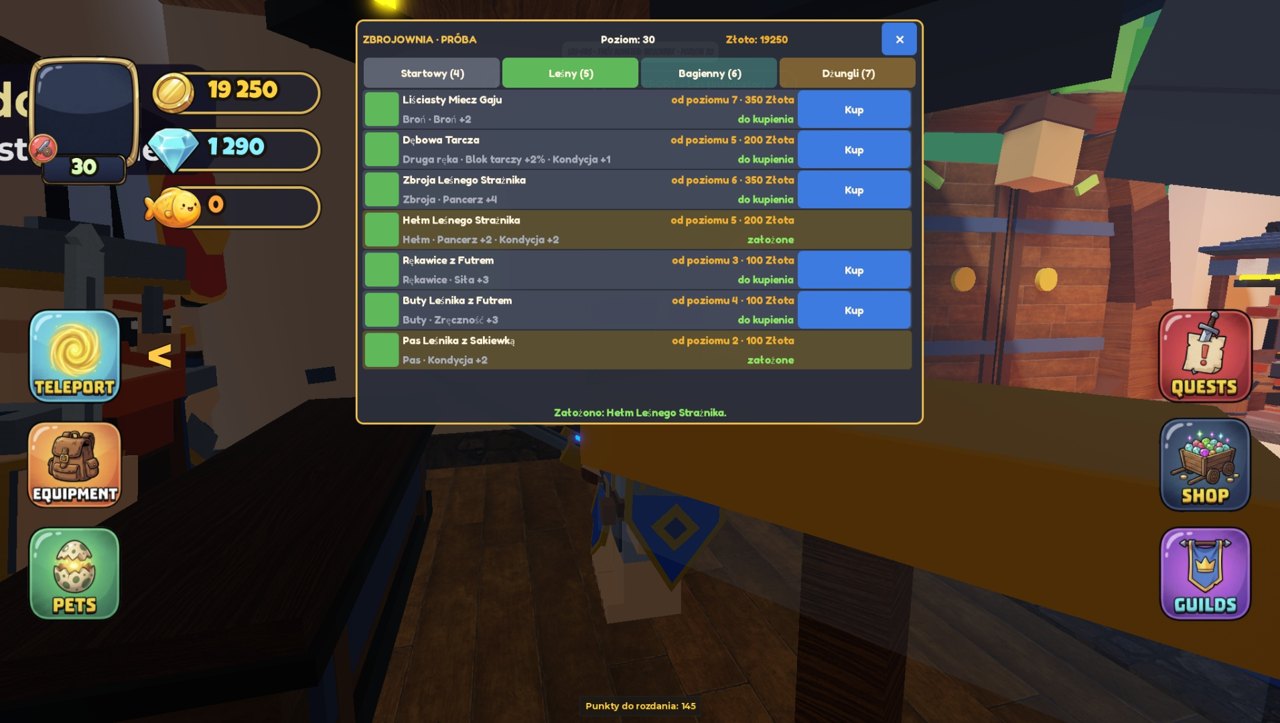 ZBROJOWNIA · PRÓBA
Poziom: 30
Złoto: 19250
×
Startowy (4)
Leśny (5)
Bagienny (6)
Dżungli (7)
Liściasty Miecz Gaju
od poziomu 7 · 350 Złota
Broń · Broń +2
do kupienia
Kup
Dębowa Tarcza
od poziomu 5 · 200 Złota
Druga ręka · Blok tarczy +2% · Kondycja +1
do kupienia
Kup
Zbroja Leśnego Strażnika
od poziomu 6 · 350 Złota
Zbroja · Pancerz +4
do kupienia
Kup
Hełm Leśnego Strażnika
od poziomu 5 · 200 Złota
Hełm · Pancerz +2 · Kondycja +2
założone
Rękawice z Futrem
od poziomu 3 · 100 Złota
Rękawice · Siła +3
do kupienia
Kup
Buty Leśnika z Futrem
od poziomu 4 · 100 Złota
Buty · Zręczność +3
do kupienia
Kup
Pas Leśnika z Sakiewką
od poziomu 2 · 100 Złota
Pas · Kondycja +2
założone
Założono: Hełm Leśnego Strażnika.
19 250
1 290
0
30
TELEPORT
<
EQUIPMENT
PETS
QUESTS
SHOP
GUILDS
Punkty do rozdania: 145